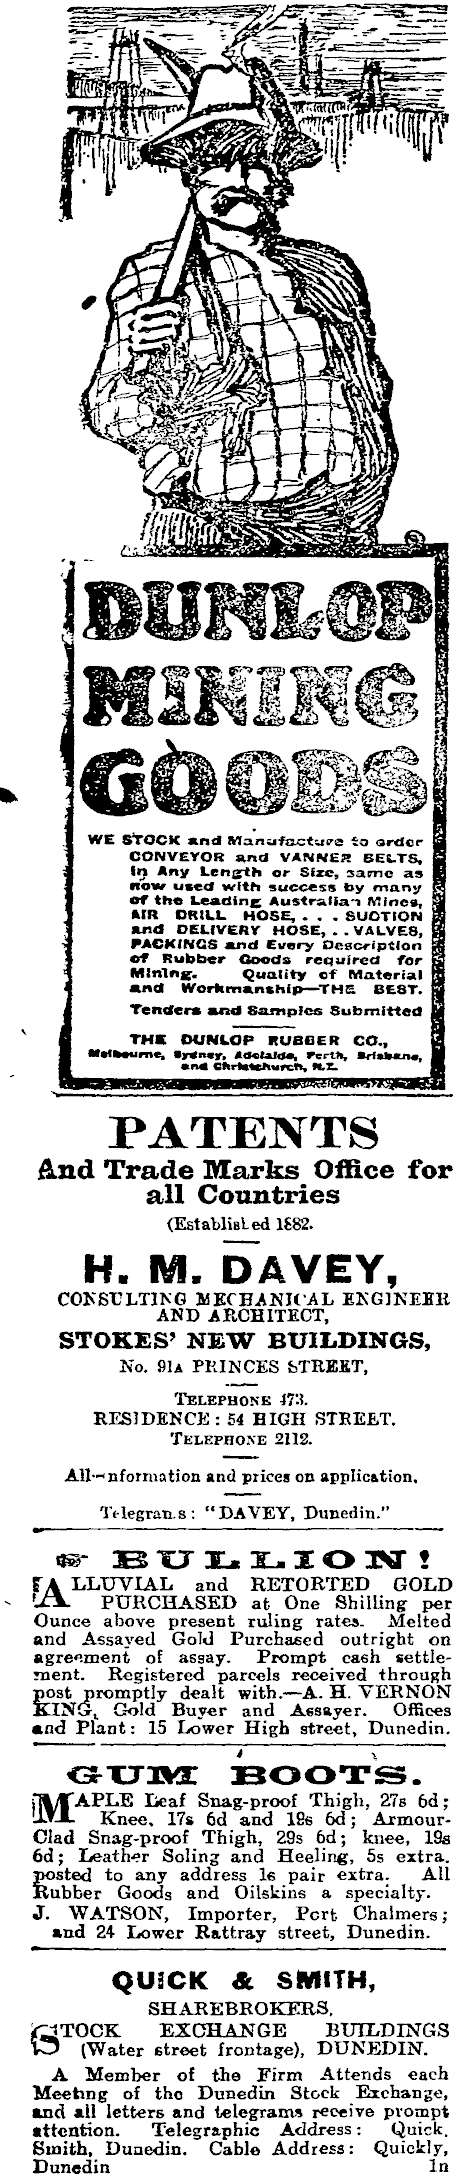 DUNLOP
MINING
GOODS
WE STOCK and Manufacture to order
CONVEYOR and VANNER BELTS,
in Any Length or Size, same as
now used with success by many
of the Leading Australian Mines,
AIR DRILL HOSE, . . . SUCTION
and DELIVERY HOSE, . . VALVES,
PACKINGS and Every Description
of Rubber Goods required for
Mining. Quality of Material
and Workmanship—THE BEST.
Tenders and Samples Submitted
THE DUNLOP RUBBER CO.,
Melbourne, Sydney, Adelaide, Perth, Brisbane,
and Christchurch, N.Z.
PATENTS
And Trade Marks Office for
all Countries
(Established 1882.
H. M. DAVEY,
CONSULTING MECHANICAL ENGINEER
AND ARCHITECT,
STOKES' NEW BUILDINGS,
No. 91A PRINCES STREET,
TELEPHONE 473.
RESIDENCE: 54 HIGH STREET.
TELEPHONE 2112.
All information and prices on application.
Telegrams: "DAVEY, Dunedin."
☞ BULLION!
ALLUVIAL and RETORTED GOLD
PURCHASED at One Shilling per
Ounce above present ruling rates. Melted
and Assayed Gold Purchased outright on
agreement of assay. Prompt cash settle-
ment. Registered parcels received through
post promptly dealt with.—A. H. VERNON
KING, Gold Buyer and Assayer. Offices
and Plant: 15 Lower High street, Dunedin.
GUM BOOTS.
MAPLE Leaf Snag-proof Thigh, 27s 6d;
Knee, 17s 6d and 19s 6d; Armour-
Clad Snag-proof Thigh, 29s 6d; knee, 19s
6d; Leather Soling and Heeling, 5s extra.
posted to any address 1s pair extra. All
Rubber Goods and Oilskins a specialty.
J. WATSON, Importer, Port Chalmers;
and 24 Lower Rattray street, Dunedin.
QUICK & SMITH,
SHAREBROKERS,
STOCK EXCHANGE BUILDINGS
(Water street frontage), DUNEDIN.
A Member of the Firm Attends each
Meeting of the Dunedin Stock Exchange,
and all letters and telegrams receive prompt
attention. Telegraphic Address: Quick,
Smith, Dunedin. Cable Address: Quickly,
Dunedin 1n